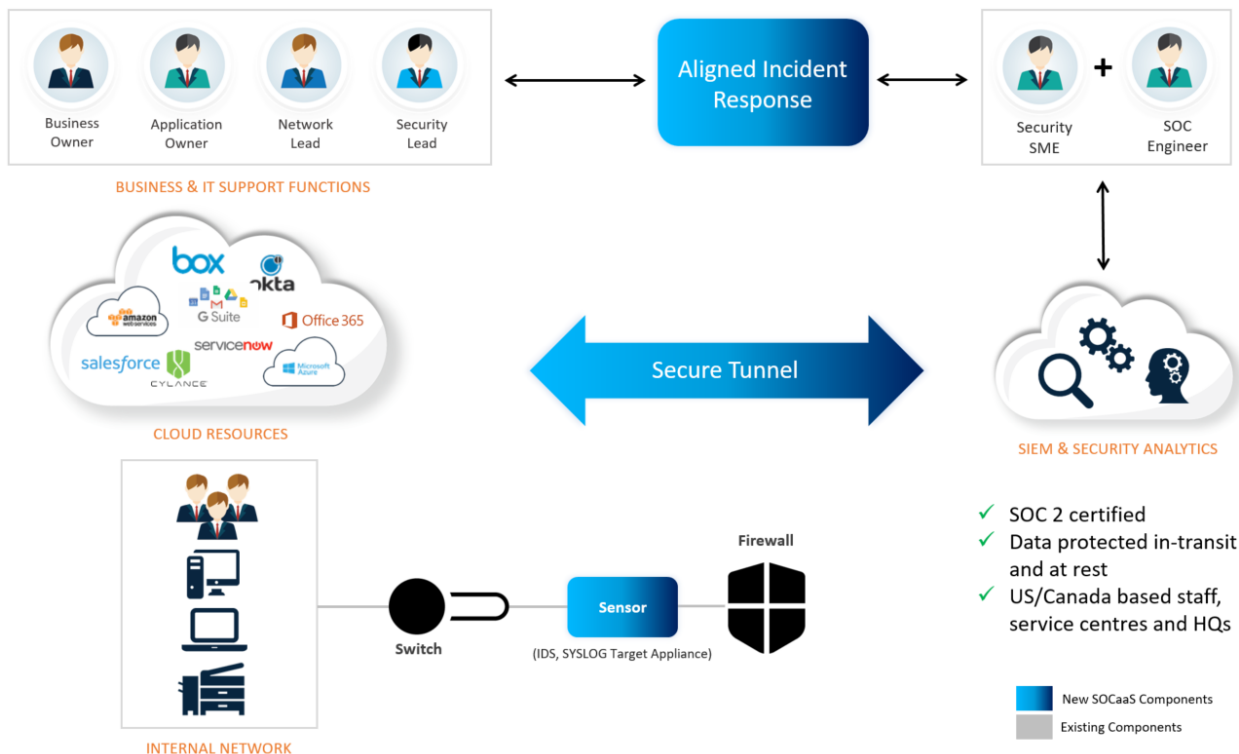 Business
Owner
Application
Owner
Network
Lead
Security
Lead
BUSINESS & IT SUPPORT FUNCTIONS
Aligned Incident
Response
Security
SME
+
SOC
Engineer
box
okta
amazon
web services
G Suite
Office 365
salesforce
servicenow
CYLANCE
Microsoft
Azure
CLOUD RESOURCES
Secure Tunnel
SIEM & SECURITY ANALYTICS
INTERNAL NETWORK
Switch
Sensor
(IDS, SYSLOG Target Appliance)
Firewall
✓ SOC 2 certified
✓ Data protected in-transit
and at rest
✓ US/Canada based staff,
service centres and HQs
New SOCaaS Components
Existing Components